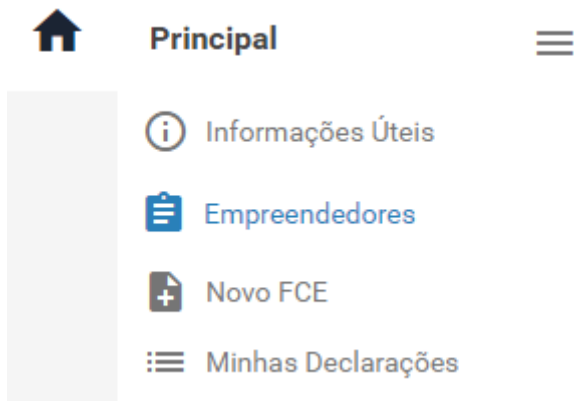 Principal
Informações Úteis
Empreendedores
Novo FCE
Minhas Declarações